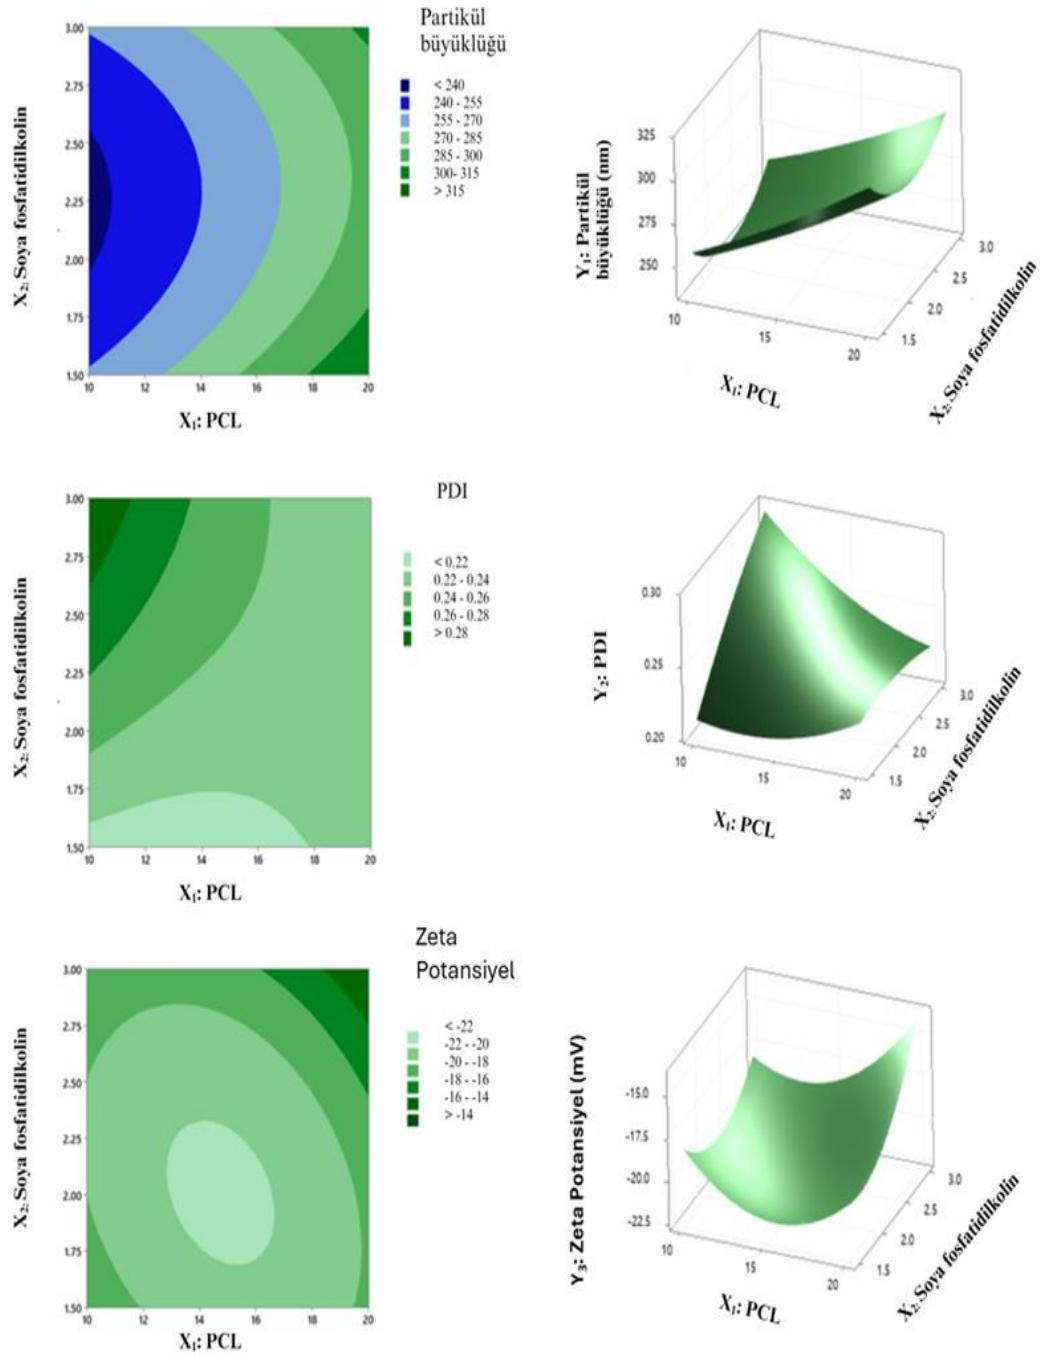 Partikül
büyüklüğü
< 240
240 - 255
255 - 270
270 - 285
285 - 300
300- 315
> 315
3.00
2.75
2.50
2.25
2.00
1.75
1.50
10 12 14 16 18 20
X₂: Soya fosfatidilkolin
X₁: PCL
325
300
275
250
Y₁: Partikül
büyüklüğü (nm)
10 15 20
1.5 2.0 2.5 3.0
X₁: PCL
X₂: Soya fosfatidilkolin
PDI
< 0.22
0.22 - 0.24
0.24 - 0.26
0.26 - 0.28
> 0.28
3.00
2.75
2.50
2.25
2.00
1.75
1.50
10 12 14 16 18 20
X₂: Soya fosfatidilkolin
X₁: PCL
0.30
0.25
0.20
Y₂: PDI
10 15 20
1.5 2.0 2.5 3.0
X₁: PCL
X₂: Soya fosfatidilkolin
Zeta
Potansiyel
< -22
-22 - -20
-20 - -18
-18 - -16
-16 - -14
> -14
3.00
2.75
2.50
2.25
2.00
1.75
1.50
10 12 14 16 18 20
X₂: Soya fosfatidilkolin
X₁: PCL
-15.0
-17.5
-20.0
-22.5
Y₃: Zeta Potansiyel (mV)
10 15 20
1.5 2.0 2.5 3.0
X₁: PCL
X₂: Soya fosfatidilkolin